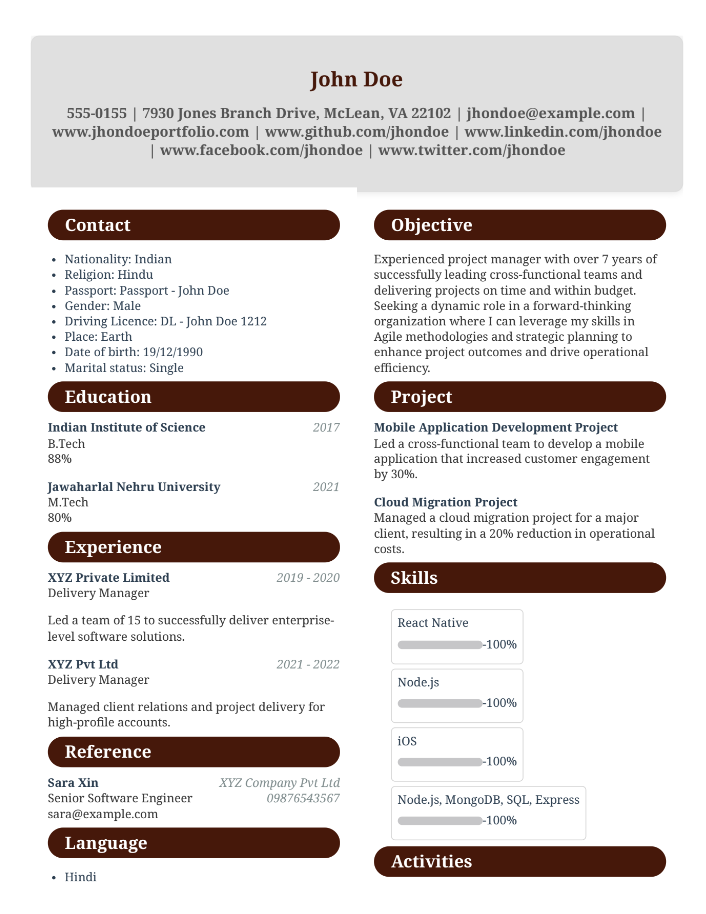 John Doe
555-0155 | 7930 Jones Branch Drive, McLean, VA 22102 | jhondoe@example.com |
www.jhondoeportfolio.com | www.github.com/jhondoe | www.linkedin.com/jhondoe
| www.facebook.com/jhondoe | www.twitter.com/jhondoe
Contact
• Nationality: Indian
• Religion: Hindu
• Passport: Passport - John Doe
• Gender: Male
• Driving Licence: DL - John Doe 1212
• Place: Earth
• Date of birth: 19/12/1990
• Marital status: Single
Education
Indian Institute of Science 2017
B.Tech
88%
Jawaharlal Nehru University 2021
M.Tech
80%
Experience
XYZ Private Limited 2019 - 2020
Delivery Manager
Led a team of 15 to successfully deliver enterprise-
level software solutions.
XYZ Pvt Ltd 2021 - 2022
Delivery Manager
Managed client relations and project delivery for
high-profile accounts.
Reference
Sara Xin XYZ Company Pvt Ltd
Senior Software Engineer 09876543567
sara@example.com
Language
• Hindi
Objective
Experienced project manager with over 7 years of
successfully leading cross-functional teams and
delivering projects on time and within budget.
Seeking a dynamic role in a forward-thinking
organization where I can leverage my skills in
Agile methodologies and strategic planning to
enhance project outcomes and drive operational
efficiency.
Project
Mobile Application Development Project
Led a cross-functional team to develop a mobile
application that increased customer engagement
by 30%.
Cloud Migration Project
Managed a cloud migration project for a major
client, resulting in a 20% reduction in operational
costs.
Skills
React Native
-100%
Node.js
-100%
iOS
-100%
Node.js, MongoDB, SQL, Express
-100%
Activities